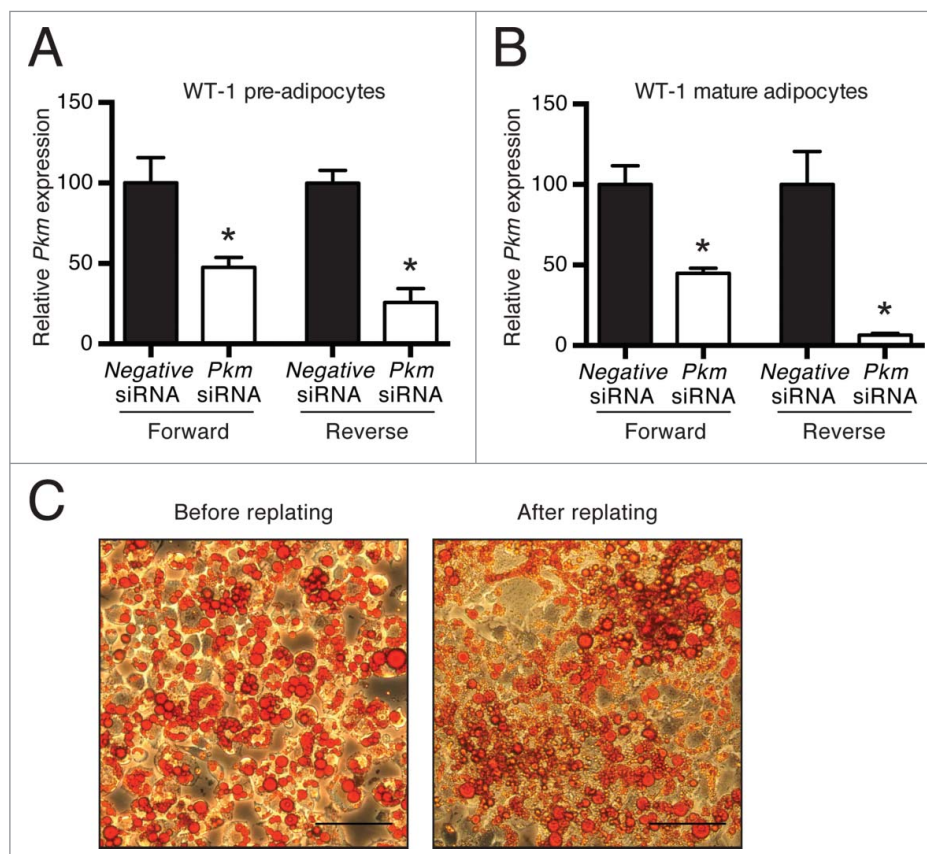 A
WT-1 pre-adipocytes
Relative Pkm expression
150
100
50
0
*
*
Negative siRNA
Pkm siRNA
Negative siRNA
Pkm siRNA
Forward
Reverse
B
WT-1 mature adipocytes
Relative Pkm expression
150
100
50
0
*
*
Negative siRNA
Pkm siRNA
Negative siRNA
Pkm siRNA
Forward
Reverse
C
Before replating
After replating